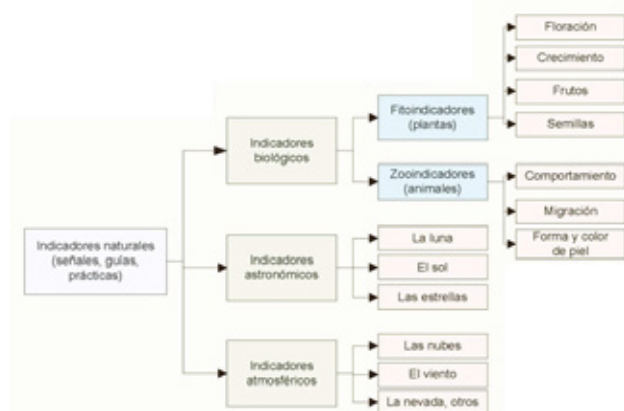 Indicadores naturales
(señales, guías,
prácticas)
Indicadores
biológicos
Fitoindicadores
(plantas)
Floración
Crecimiento
Frutos
Semillas
Zooindicadores
(animales)
Comportamiento
Migración
Forma y color
de piel
Indicadores
astronómicos
La luna
El sol
Las estrellas
Indicadores
atmosféricos
Las nubes
El viento
La nevada, otros